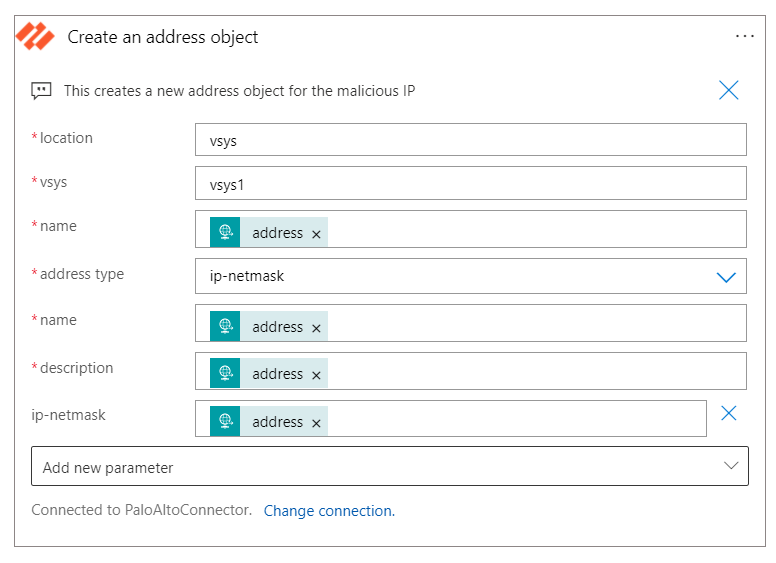 Create an address object
...
This creates a new address object for the malicious IP
* location
vsys
* vsys
vsys1
* name
address ×
* address type
ip-netmask
* name
address ×
* description
address ×
ip-netmask
address ×
Add new parameter
Connected to PaloAltoConnector. Change connection.